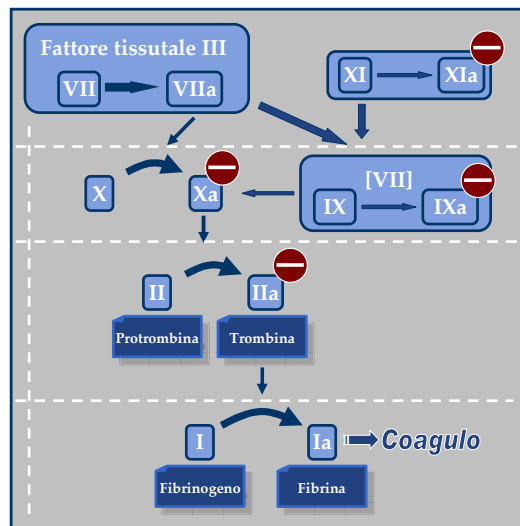 Fattore tissutale III
VII VIIa
XI XIa
X Xa
[VII]
IX IXa
II IIa
Protrombina Trombina
I Ia Coagulo
Fibrinogeno Fibrina